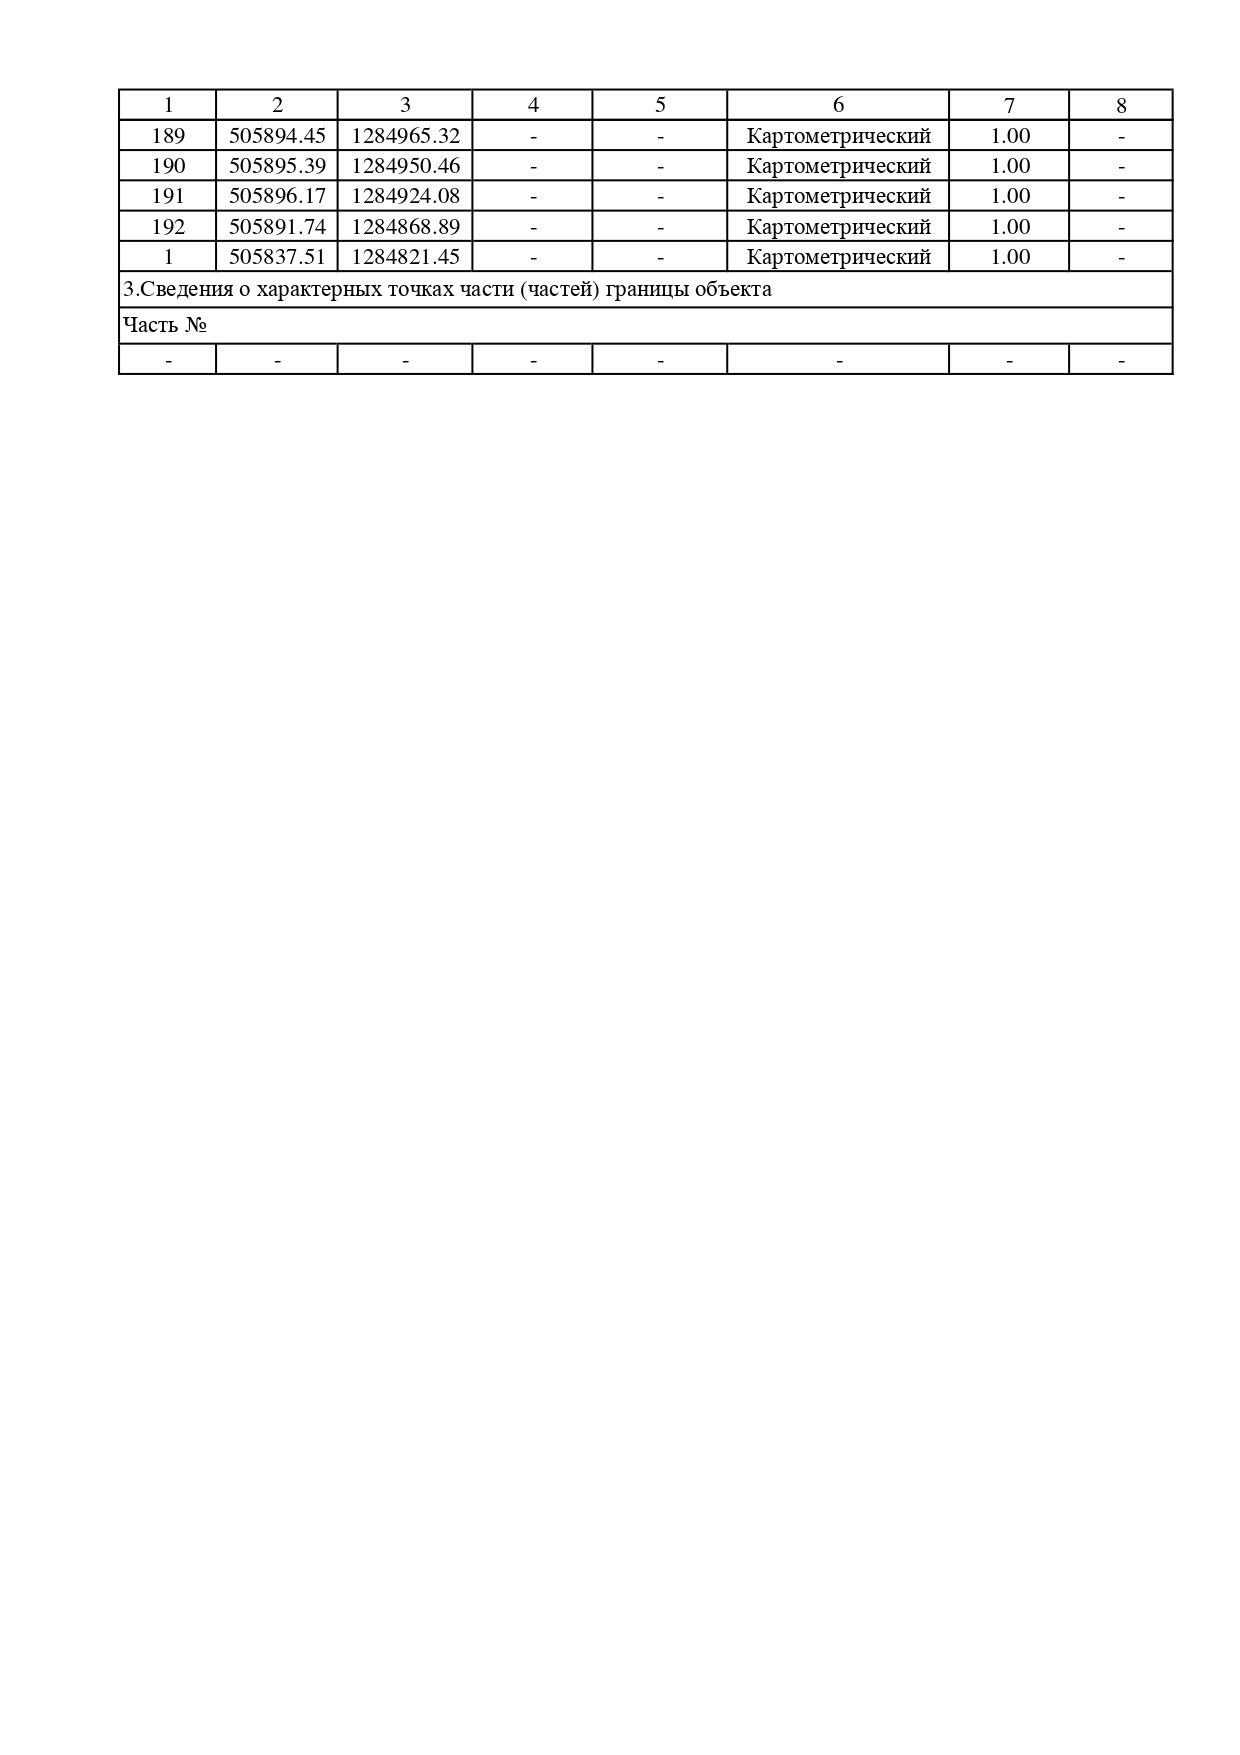 1 2 3 4 5 6 7 8
189 505894.45 1284965.32 - - Картометрический 1.00 -
190 505895.39 1284950.46 - - Картометрический 1.00 -
191 505896.17 1284924.08 - - Картометрический 1.00 -
192 505891.74 1284868.89 - - Картометрический 1.00 -
1 505837.51 1284821.45 - - Картометрический 1.00 -
3.Сведения о характерных точках части (частей) границы объекта
Часть №
- - - - - - - -